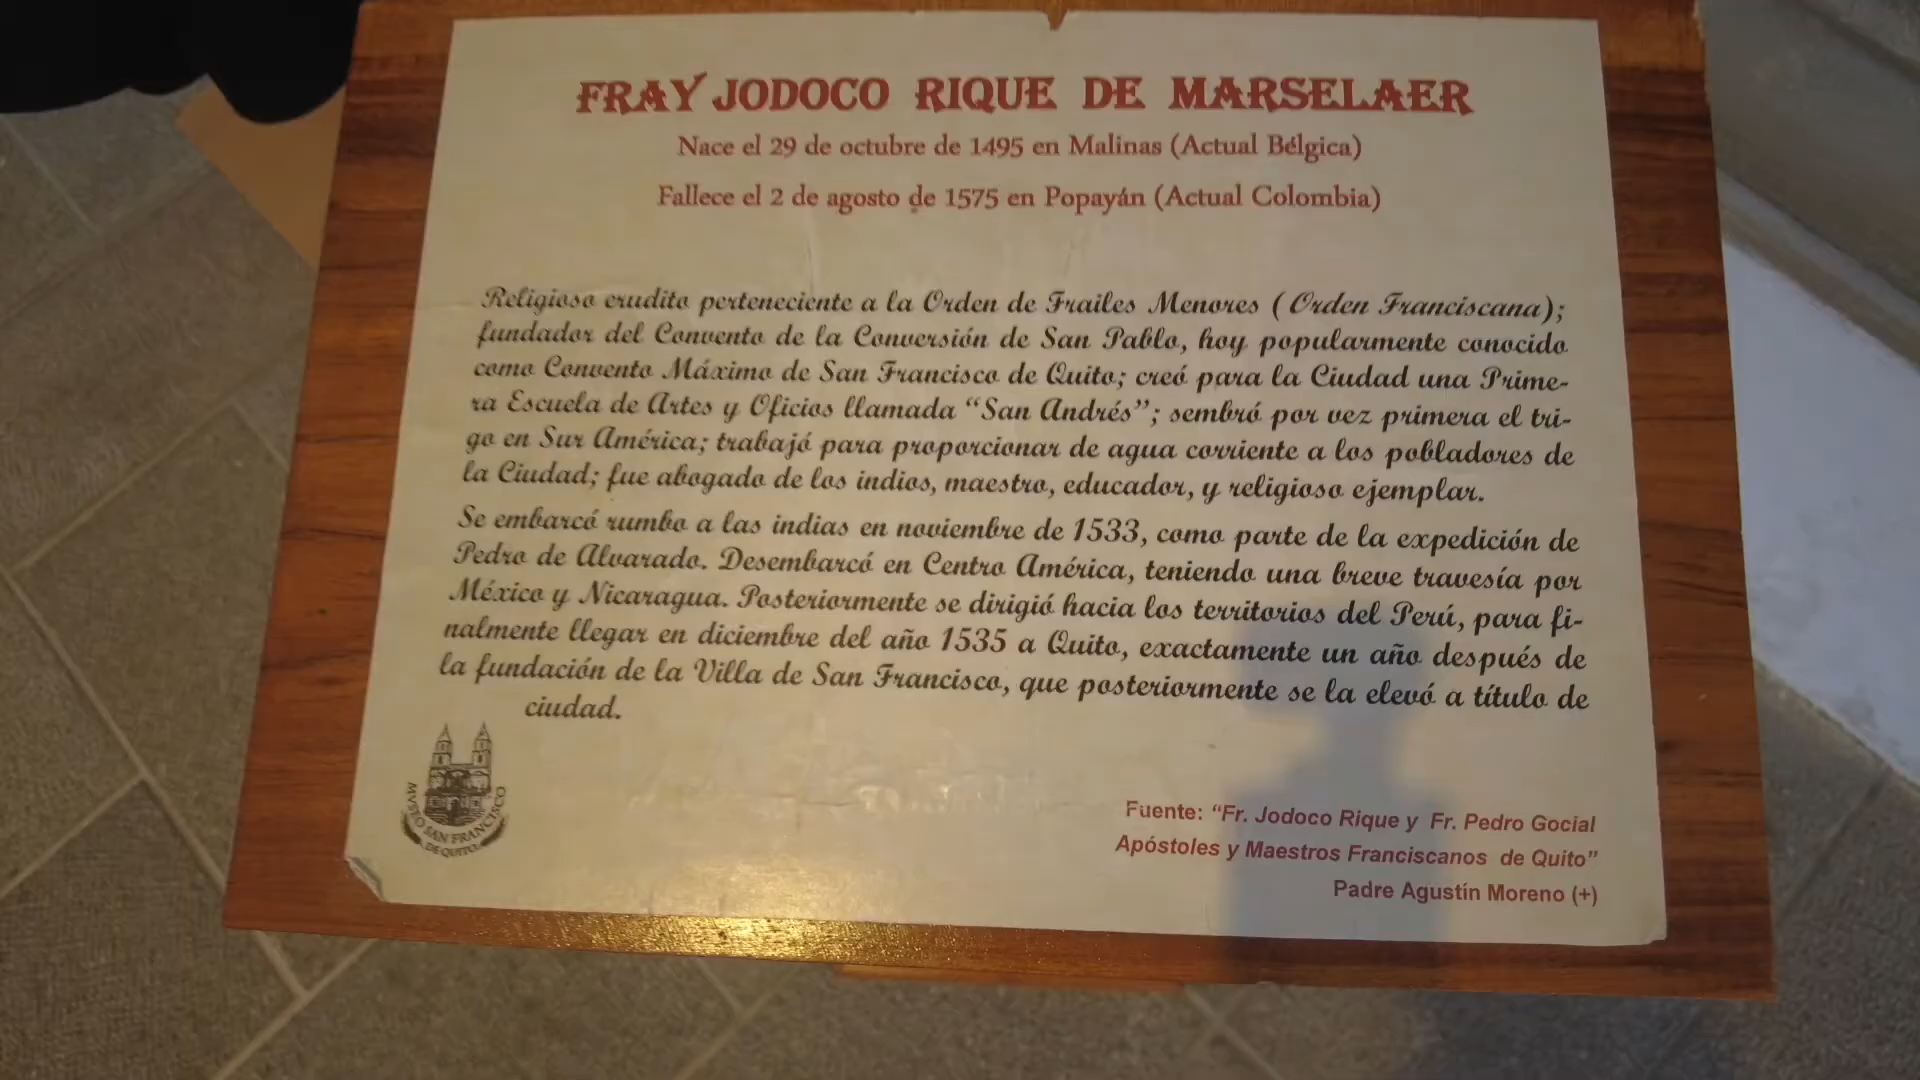 FRAY JODOCO RIQUE DE MARSELAER
Nace el 29 de octubre de 1495 en Malinas (Actual Bélgica)
Fallece el 2 de agosto de 1575 en Popayán (Actual Colombia)
Religioso erudito perteneciente a la Orden de Frailes Menores ( Orden Franciscana);
fundador del Convento de la Conversión de San Pablo, hoy popularmente conocido
como Convento Máximo de San Francisco de Quito; creó para la Ciudad una Prime-
ra Escuela de Artes y Oficios llamada “San Andrés”; sembró por vez primera el tri-
go en Sur América; trabajó para proporcionar de agua corriente a los pobladores de
la Ciudad; fue abogado de los indios, maestro, educador, y religioso ejemplar.
Se embarcó rumbo a las indias en noviembre de 1533, como parte de la expedición de
Pedro de Alvarado. Desembarcó en Centro América, teniendo una breve travesía por
México y Nicaragua. Posteriormente se dirigió hacia los territorios del Perú, para fi-
nalmente llegar en diciembre del año 1535 a Quito, exactamente un año después de
la fundación de la Villa de San Francisco, que posteriormente se la elevó a título de
ciudad.
MUSEO SAN FRANCISCO
DE QUITO
Fuente: “Fr. Jodoco Rique y Fr. Pedro Gocial
Apóstoles y Maestros Franciscanos de Quito”
Padre Agustín Moreno (+)